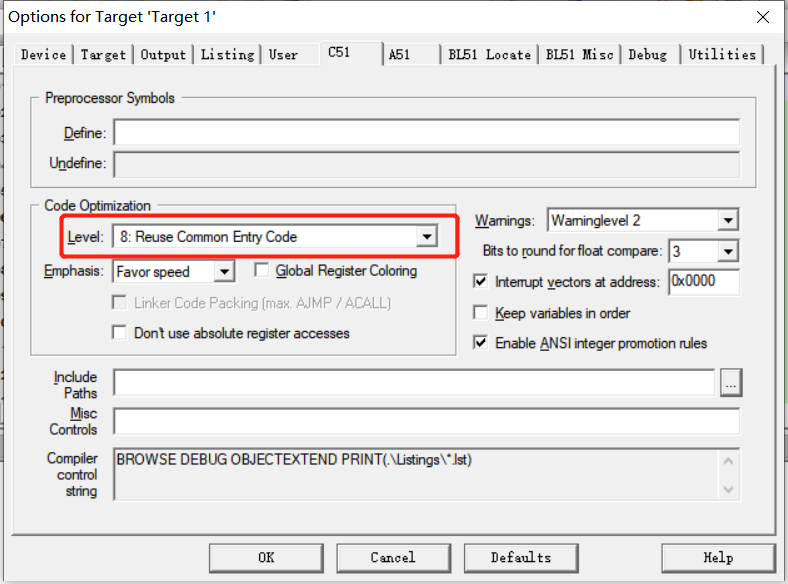 Options for Target 'Target 1'
Device Target Output Listing User C51 A51 BL51 Locate BL51 Misc Debug Utilities
Preprocessor Symbols
Define:
Undefine:
Code Optimization
Level: 8: Reuse Common Entry Code
Emphasis: Favor speed Global Register Coloring
Linker Code Packing (max. AJMP / ACALL)
Don't use absolute register accesses
Warnings: Warninglevel 2
Bits to round for float compare: 3
Interrupt vectors at address: 0x0000
Keep variables in order
Enable ANSI integer promotion rules
Include
Paths
...
Misc
Controls
Compiler
control
string
BROWSE DEBUG OBJECTEXTEND PRINT(.\Listings\*.lst)
OK Cancel Defaults Help